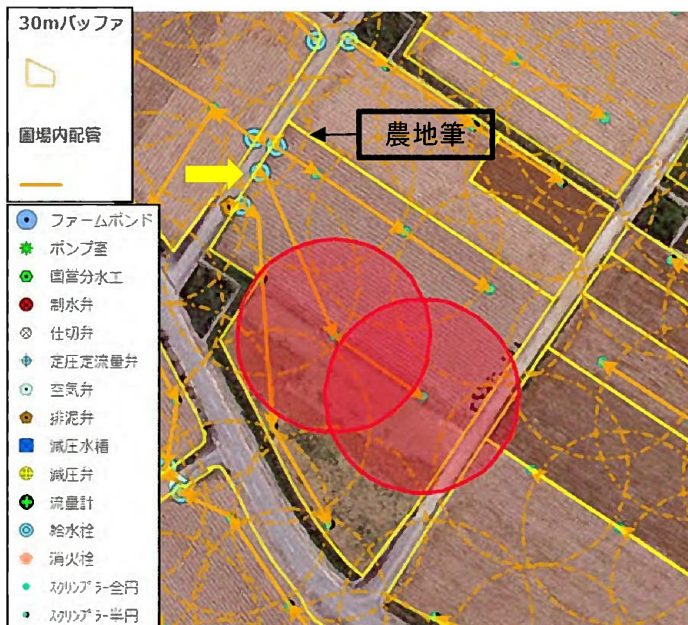 30mバッファ
圃場内配管
農地筆
ファームポンド
ポンプ室
国営分水工
制水弁
仕切弁
定圧定流量弁
空気弁
排泥弁
減圧水槽
減圧弁
流量計
給水栓
消火栓
スプリンプラー全円
スプリンプラー半円